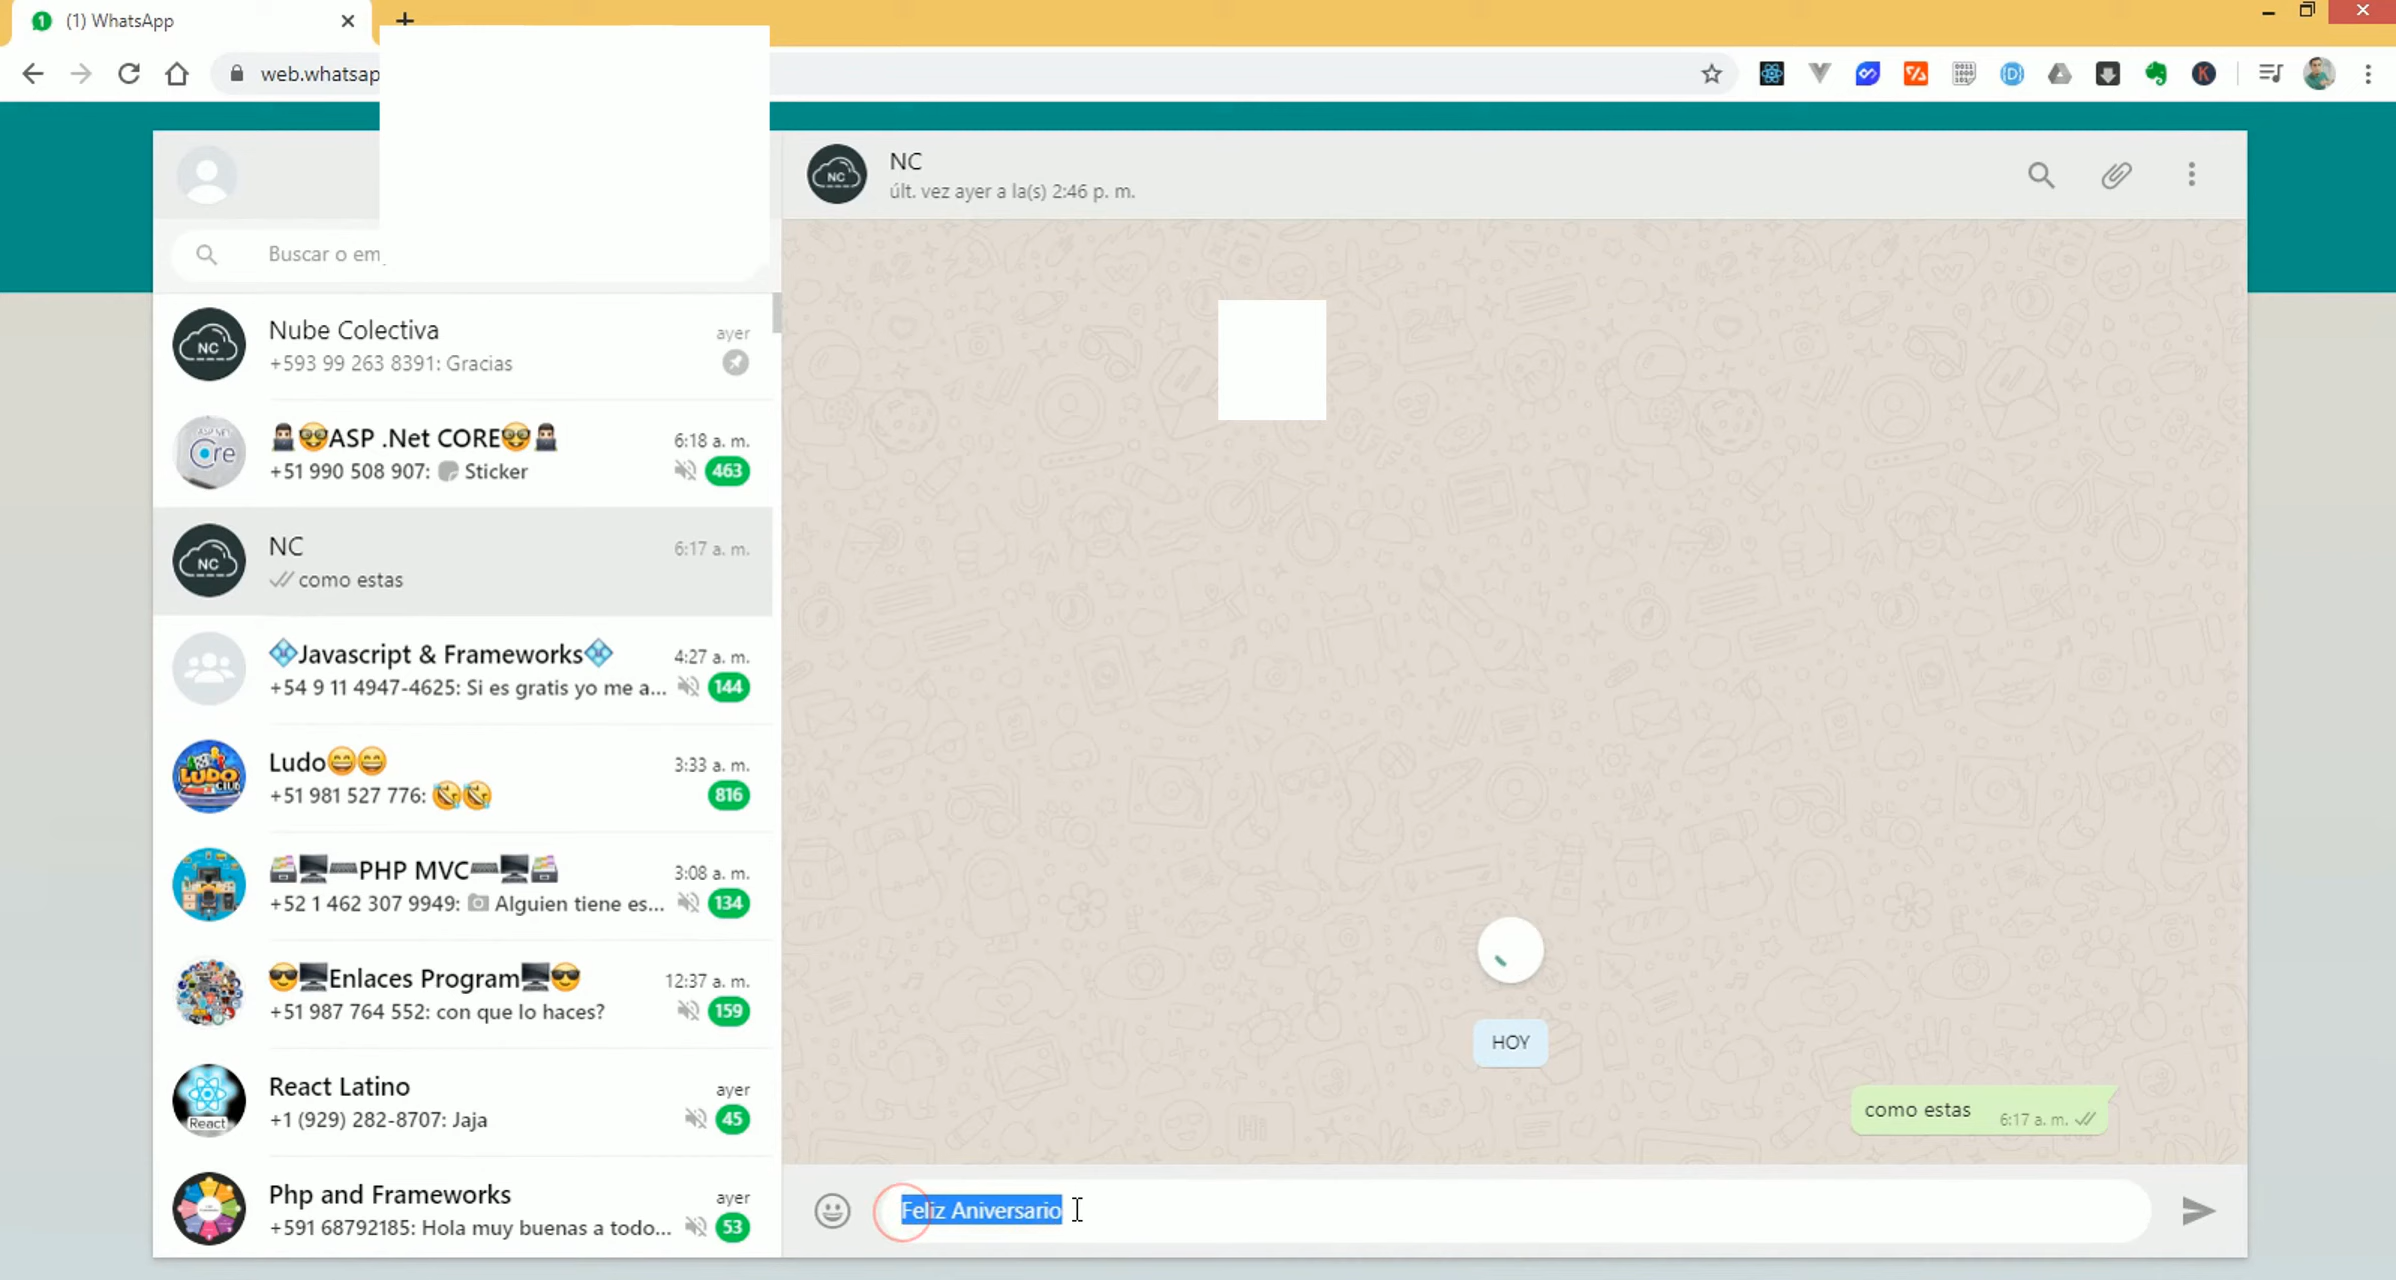 (1) WhatsApp
web.whatsap
Buscar o em
Nube Colectiva
ayer
+593 99 263 8391: Gracias
ASP .Net CORE
6:18 a. m.
+51 990 508 907: Sticker
463
NC
6:17 a. m.
como estas
Javascript & Frameworks
4:27 a. m.
+54 9 11 4947-4625: Si es gratis yo me a...
144
Ludo
3:33 a. m.
+51 981 527 776:
816
PHP MVC
3:08 a. m.
+52 1 462 307 9949: Alguien tiene es...
134
Enlaces Program
12:37 a. m.
+51 987 764 552: con que lo haces?
159
React Latino
ayer
+1 (929) 282-8707: Jaja
45
Php and Frameworks
ayer
+591 68792185: Hola muy buenas a todo...
53
NC
últ. vez ayer a la(s) 2:46 p. m.
HOY
como estas
6:17 a. m.
Feliz Aniversario